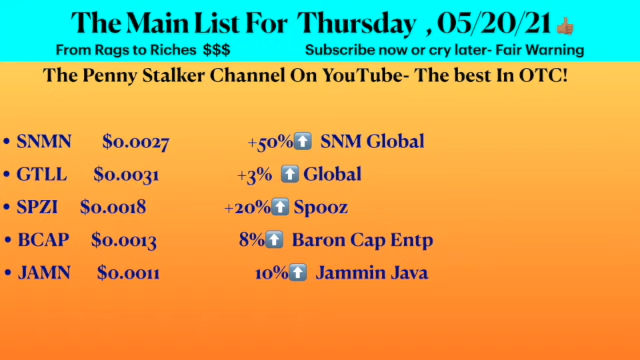 The Main List For Thursday , 05/20/21 👍🏽
From Rags to Riches $$$ Subscribe now or cry later- Fair Warning
The Penny Stalker Channel On YouTube- The best In OTC!
• SNMN $0.0027 +50%⬆️ SNM Global
• GTLL $0.0031 +3% ⬆️ Global
• SPZI $0.0018 +20%⬆️ Spooz
• BCAP $0.0013 8%⬆️ Baron Cap Entp
• JAMN $0.0011 10%⬆️ Jammin Java